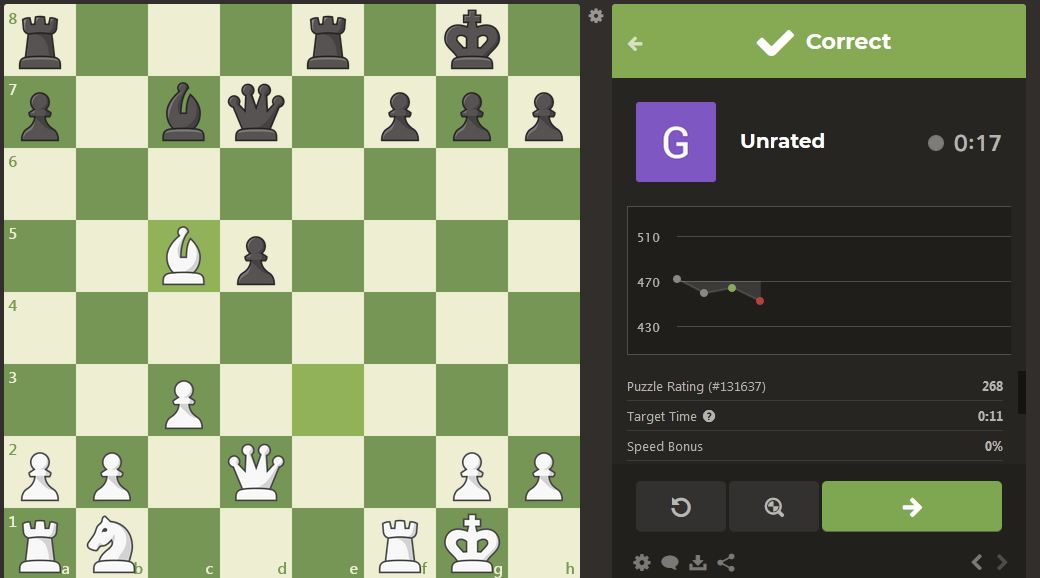 8
7
6
5
4
3
2
1
a b c d e f g h
Correct
G
Unrated
0:17
510
470
430
Puzzle Rating (#131637) 268
Target Time ? 0:11
Speed Bonus 0%